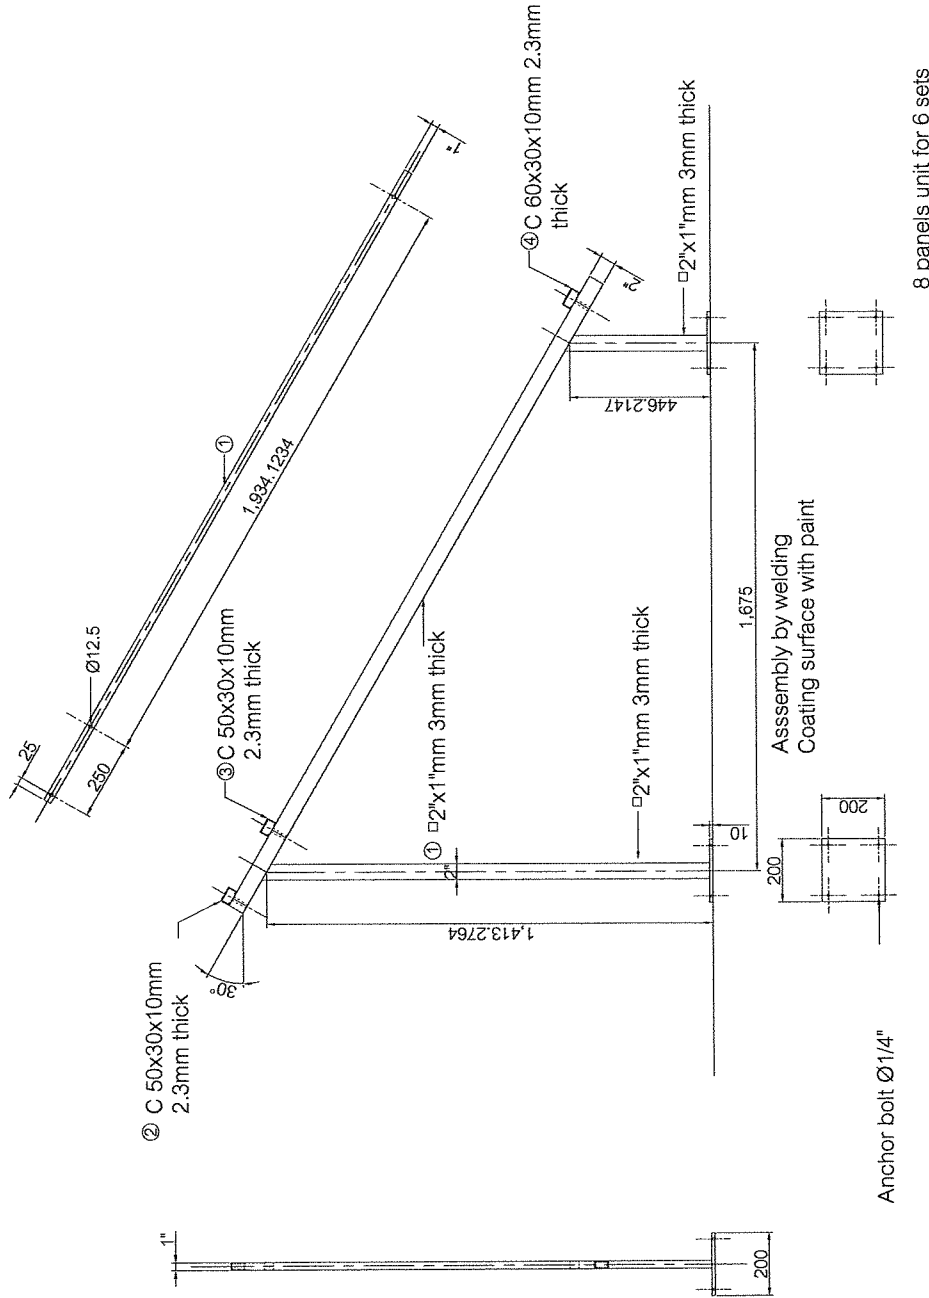 25
Ø12.5
250
1,934.1234
①
1"
② C 50x30x10mm
2.3mm thick
③C 50x30x10mm
2.3mm thick
④C 60x30x10mm 2.3mm
thick
30°
2"
① □2"x1"mm 3mm thick
2"
□2"x1"mm 3mm thick
□2"x1"mm 3mm thick
1,413.2764
446.2147
10
1,675
1"
200
200
200
Anchor bolt Ø1/4"
Asssembly by welding
Coating surface with paint
8 panels unit for 6 sets